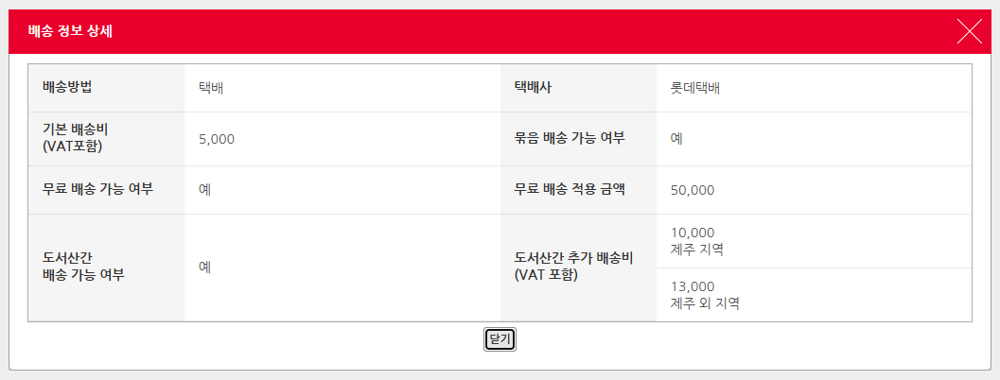 배송 정보 상세
배송방법
택배
택배사
롯데택배
기본 배송비
(VAT포함)
5,000
묶음 배송 가능 여부
예
무료 배송 가능 여부
예
무료 배송 적용 금액
50,000
도서산간
배송 가능 여부
예
도서산간 추가 배송비
(VAT 포함)
10,000
제주 지역
13,000
제주 외 지역
닫기